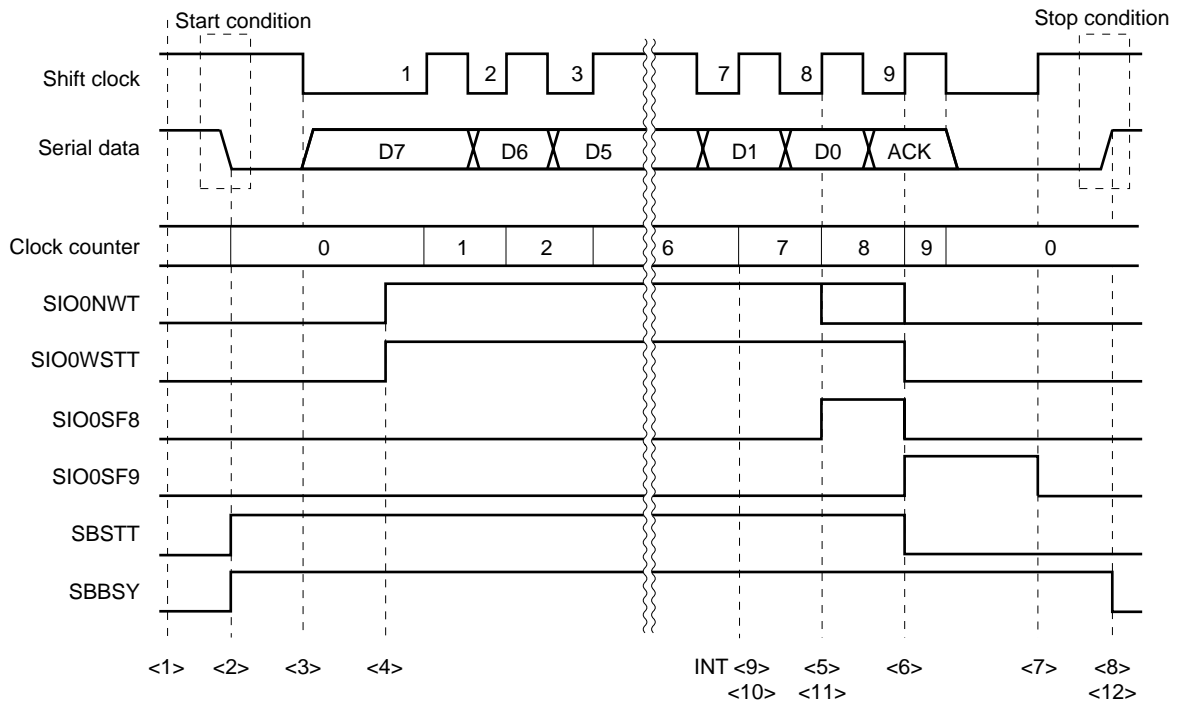 Start condition Stop condition
Shift clock 1 2 3 7 8 9
Serial data D7 D6 D5 D1 D0 ACK
Clock counter 0 1 2 6 7 8 9 0
SIO0NWT
SIO0WSTT
SIO0SF8
SIO0SF9
SBSTT
SBBSY
<1> <2> <3> <4> INT <9> <5> <6> <7> <8>
<10> <11> <12>